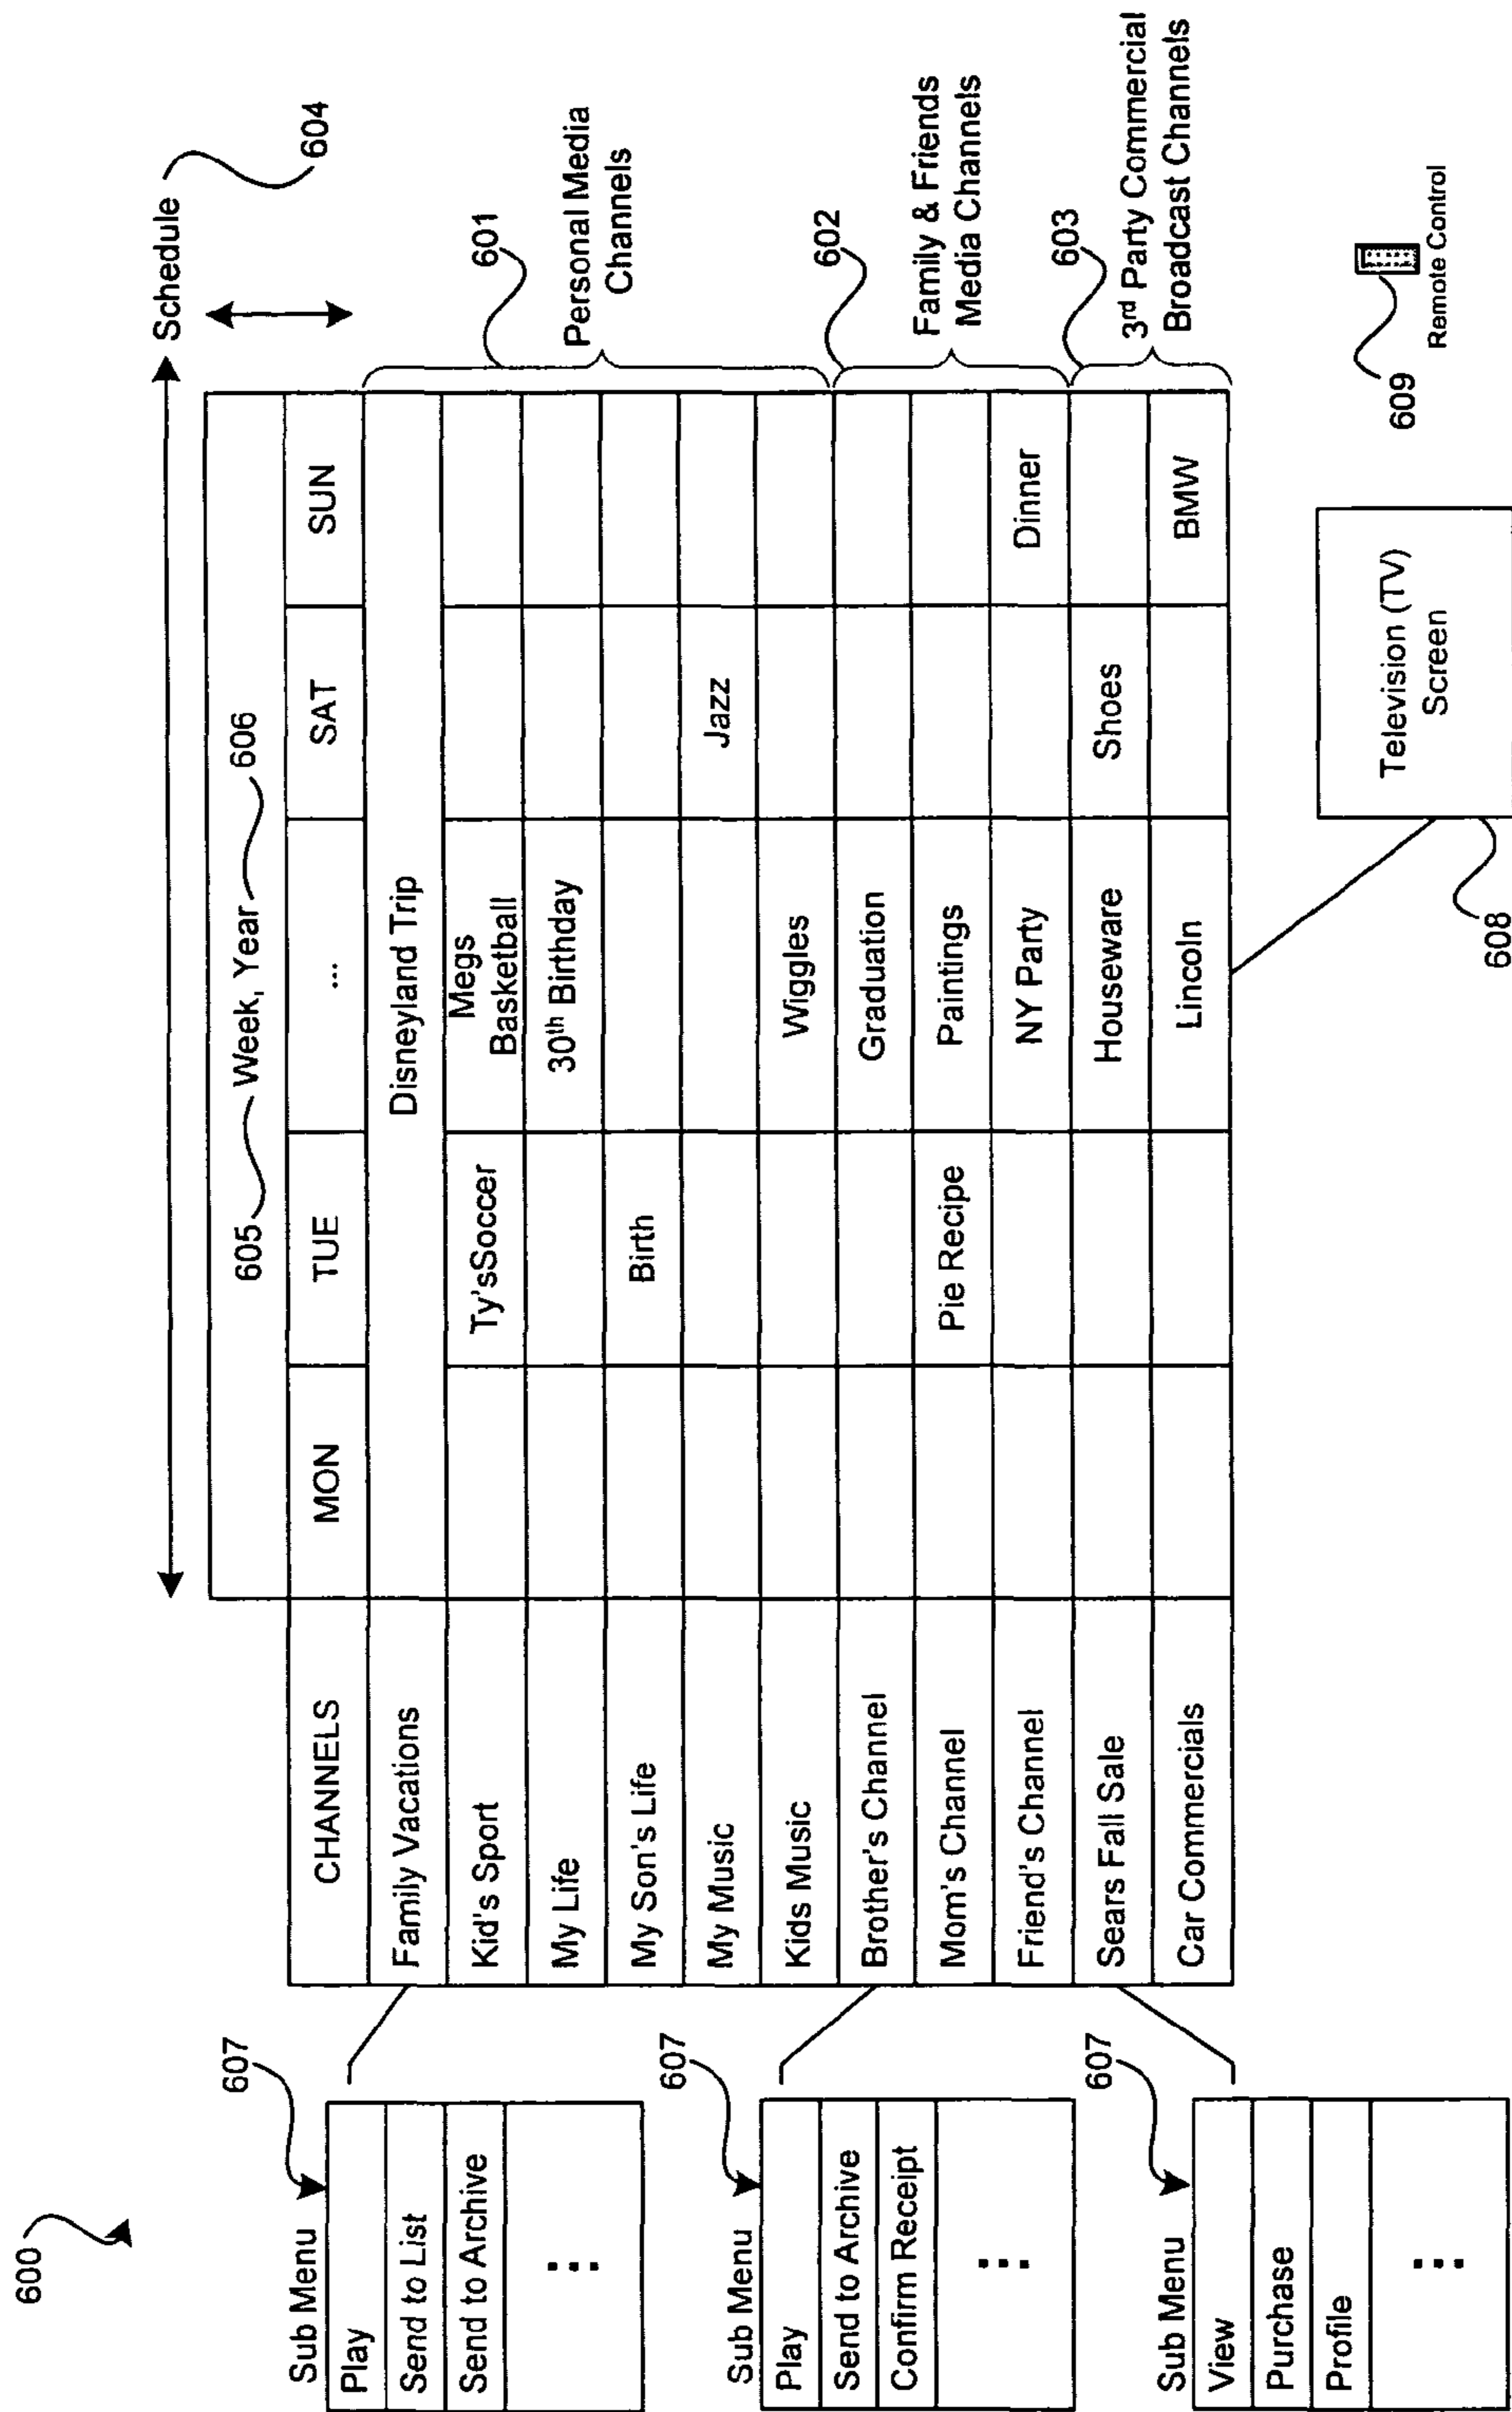 600
Schedule
604
605 Week, Year 606
CHANNELS MON TUE ... SAT SUN
Family Vacations Disneyland Trip
Kid's Sport Ty'sSoccer Megs
Basketball
My Life 30th Birthday
My Son's Life Birth
My Music Jazz
Kids Music Wiggles
Brother's Channel Graduation
Mom's Channel Pie Recipe Paintings
Friend's Channel NY Party Dinner
Sears Fall Sale Houseware Shoes
Car Commercials Lincoln BMW
601
Personal Media
Channels
602
Family & Friends
Media Channels
603
3rd Party Commercial
Broadcast Channels
Sub Menu
607
Play
Send to List
Send to Archive
⋮
Sub Menu
607
Play
Send to Archive
Confirm Receipt
⋮
Sub Menu
607
View
Purchase
Profile
⋮
608
Television (TV)
Screen
609
Remote Control